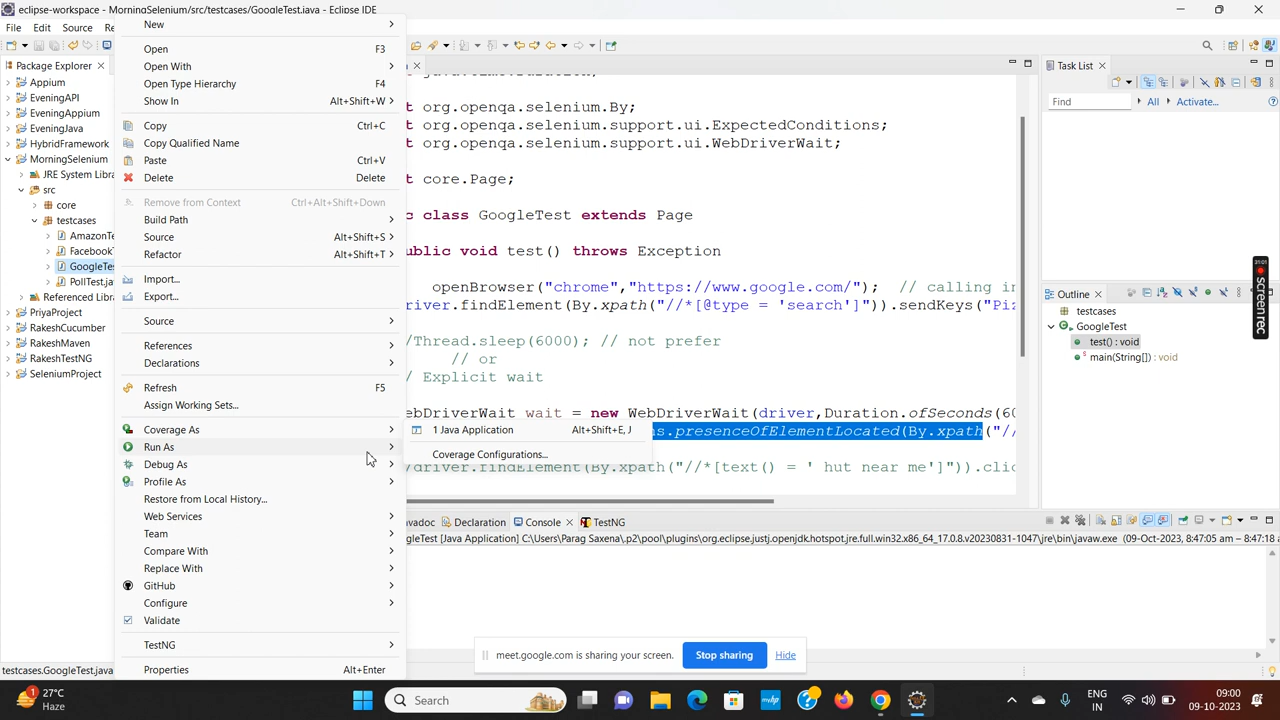 eclipse-workspace - MorningSelenium/src/testcases/GoogleTest.java - Eclipse IDE
File Edit Source
Package Explorer
Appium
EveningAPI
EveningAppium
EveningJava
HybridFramework
MorningSelenium
JRE System Libra
src
core
testcases
AmazonTe
FacebookT
GoogleTes
PollTest.ja
Referenced Libra
PriyaProject
RakeshCucumber
RakeshMaven
RakeshTestNG
SeleniumProject
New
Open F3
Open With
Open Type Hierarchy F4
Show In Alt+Shift+W
Copy Ctrl+C
Copy Qualified Name
Paste Ctrl+V
Delete Delete
Remove from Context Ctrl+Alt+Shift+Down
Build Path
Source Alt+Shift+S
Refactor Alt+Shift+T
Import...
Export...
Source
References
Declarations
Refresh F5
Assign Working Sets...
Coverage As
Run As
Debug As
Profile As
Restore from Local History...
Web Services
Team
Compare With
Replace With
GitHub
Configure
Validate
TestNG
Properties Alt+Enter
1 Java Application Alt+Shift+E, J
Coverage Configurations...
t org.openqa.selenium.By;
t org.openqa.selenium.support.ui.ExpectedConditions;
t org.openqa.selenium.support.ui.WebDriverWait;
t core.Page;
c class GoogleTest extends Page
ublic void test() throws Exception
openBrowser("chrome","https://www.google.com/"); // calling in
driver.findElement(By.xpath("//*[@type = 'search']")).sendKeys("Piz
/Thread.sleep(6000); // not prefer
// or
/ Explicit wait
ebDriverWait wait = new WebDriverWait(driver,Duration.ofSeconds(60
ns.presenceOfElementLocated(By.xpath("//
/driver.findElement(By.xpath("//*[text() = ' hut near me']")).clic
Task List
Find All Activate...
Outline
testcases
GoogleTest
test() : void
main(String[]) : void
avadoc Declaration Console TestNG
oogleTest [Java Application] C:\Users\Parag Saxena\.p2\pool\plugins\org.eclipse.justj.openjdk.hotspot.jre.full.win32.x86_64_17.0.8.v20230831-1047\jre\bin\javaw.exe (09-Oct-2023, 8:47:05 am – 8:47:18 a
31:01
screenrec
testcases.GoogleTest.java
meet.google.com is sharing your screen. Stop sharing Hide
1
27°C
Haze
Search
ENG
IN
09:00
09-10-2023